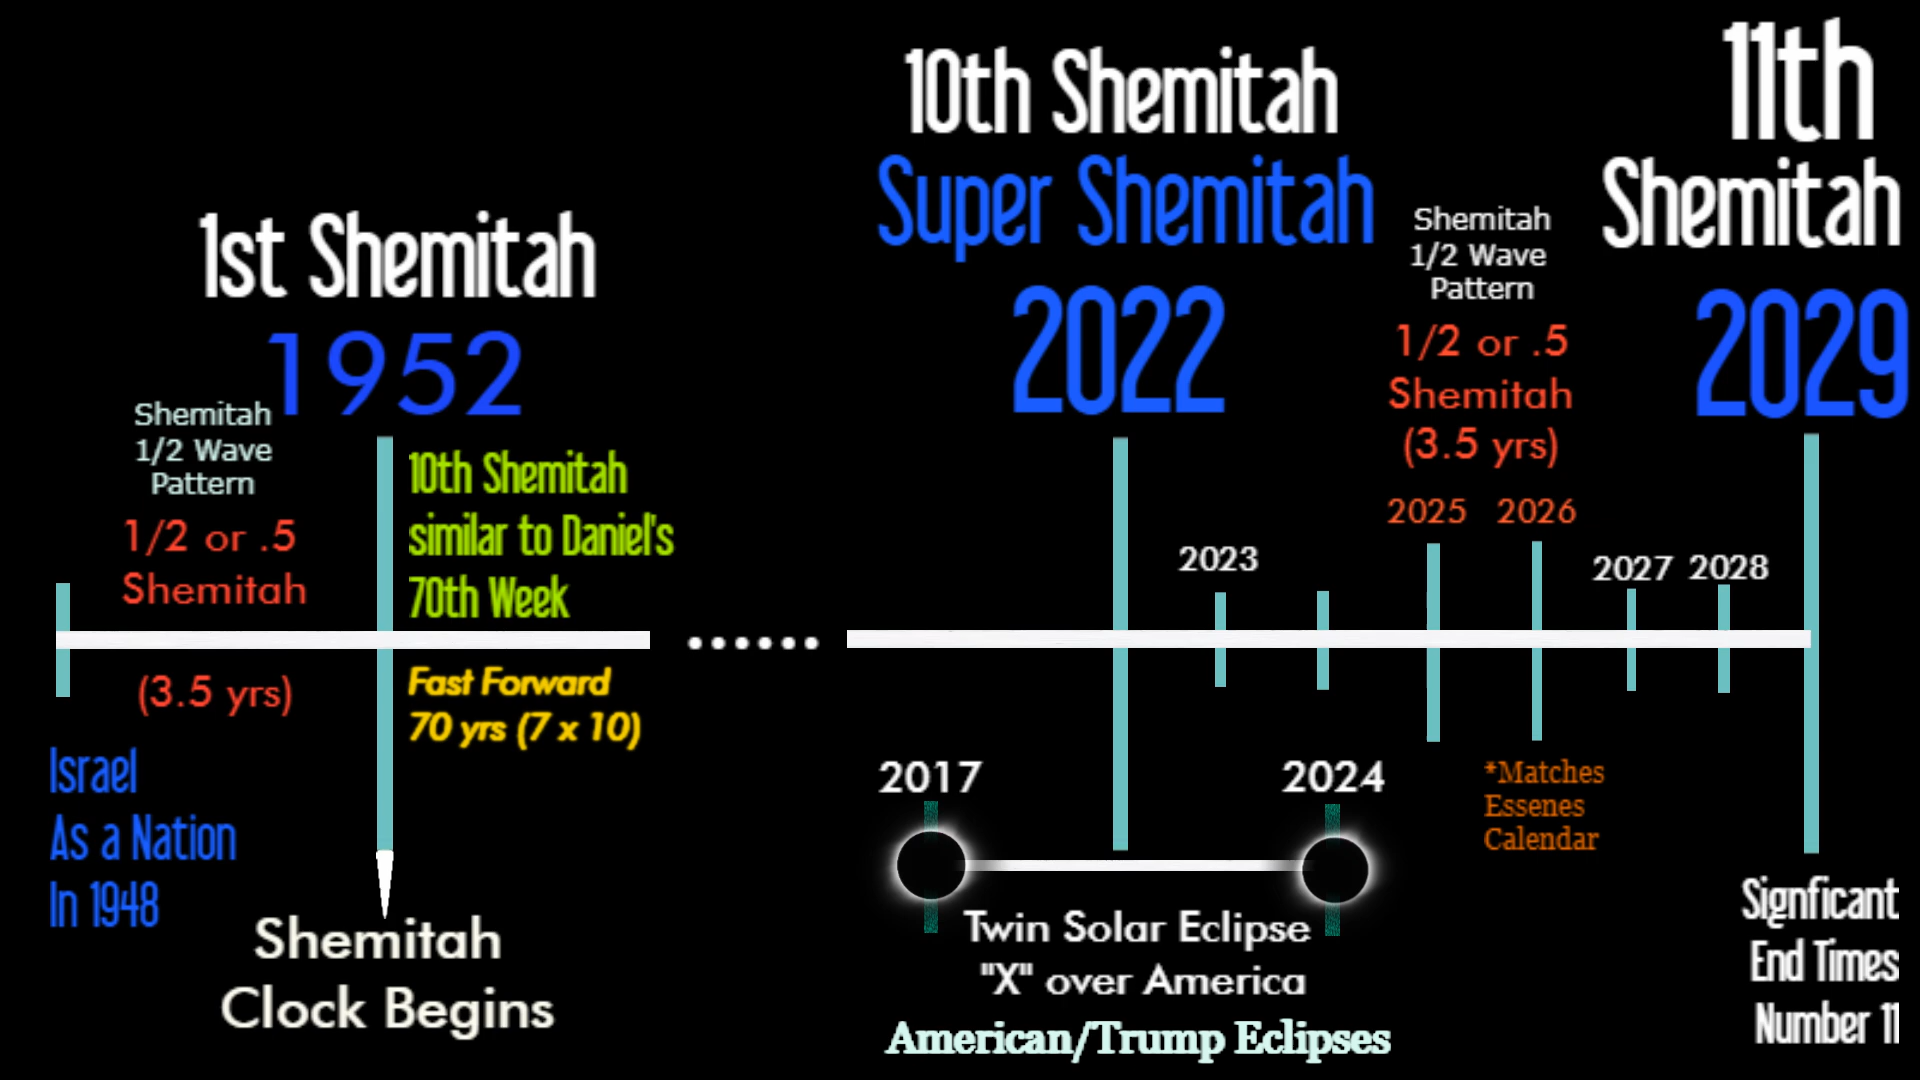 1st Shemitah
1952
Shemitah
1/2 Wave
Pattern
1/2 or .5
Shemitah
(3.5 yrs)
Israel
As a Nation
In 1948
10th Shemitah
similar to Daniel's
70th Week
Fast Forward
70 yrs (7 x 10)
Shemitah
Clock Begins
10th Shemitah
Super Shemitah
2022
2023
Shemitah
1/2 Wave
Pattern
1/2 or .5
Shemitah
(3.5 yrs)
2025 2026
2027 2028
*Matches
Essenes
Calendar
2017
2024
Twin Solar Eclipse
"X" over America
American/Trump Eclipses
11th
Shemitah
2029
Signficant
End Times
Number 11